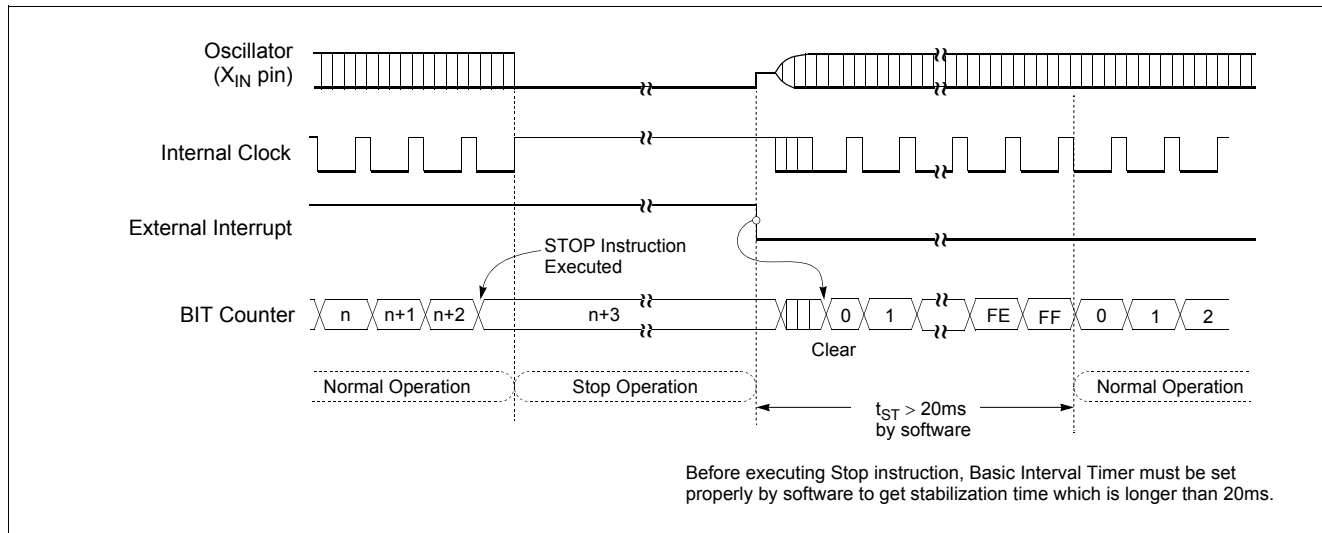 Oscillator
(XIN pin)
Internal Clock
External Interrupt
STOP Instruction
Executed
BIT Counter
n
n+1
n+2
n+3
0
1
FE
FF
0
1
2
Clear
Normal Operation
Stop Operation
Normal Operation
tST > 20ms
by software
Before executing Stop instruction, Basic Interval Timer must be set
properly by software to get stabilization time which is longer than 20ms.